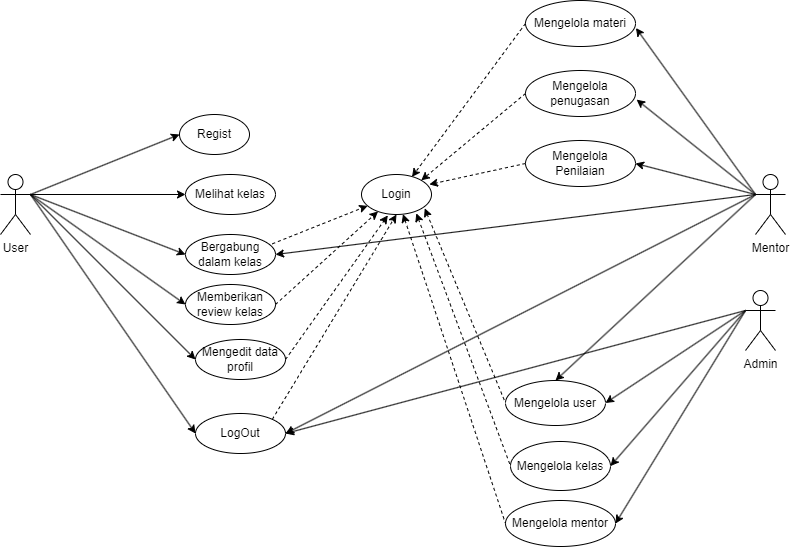 Mengelola materi
Mengelola
penugasan
Regist
Mengelola
Penilaian
Melihat kelas
Login
User
Mentor
Bergabung
dalam kelas
Memberikan
review kelas
Mengedit data
profil
Admin
Mengelola user
LogOut
Mengelola kelas
Mengelola mentor